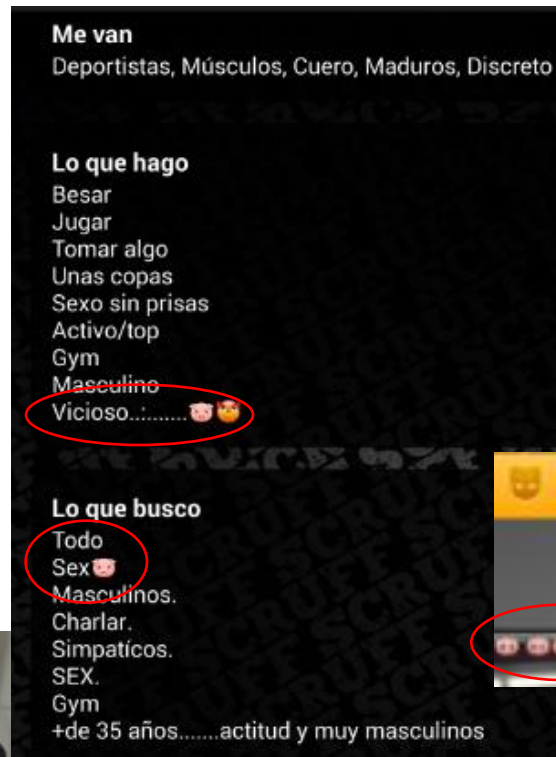 Me van
Deportistas, Músculos, Cuero, Maduros, Discreto
Lo que hago
Besar
Jugar
Tomar algo
Unas copas
Sexo sin prisas
Activo/top
Gym
Masculino
Vicioso..:.......🐷😈
Lo que busco
Todo
Sex🐷
Masculinos.
Charlar.
Simpatícos.
SEX.
Gym
+de 35 años.......actitud y muy masculinos
SCRUFF